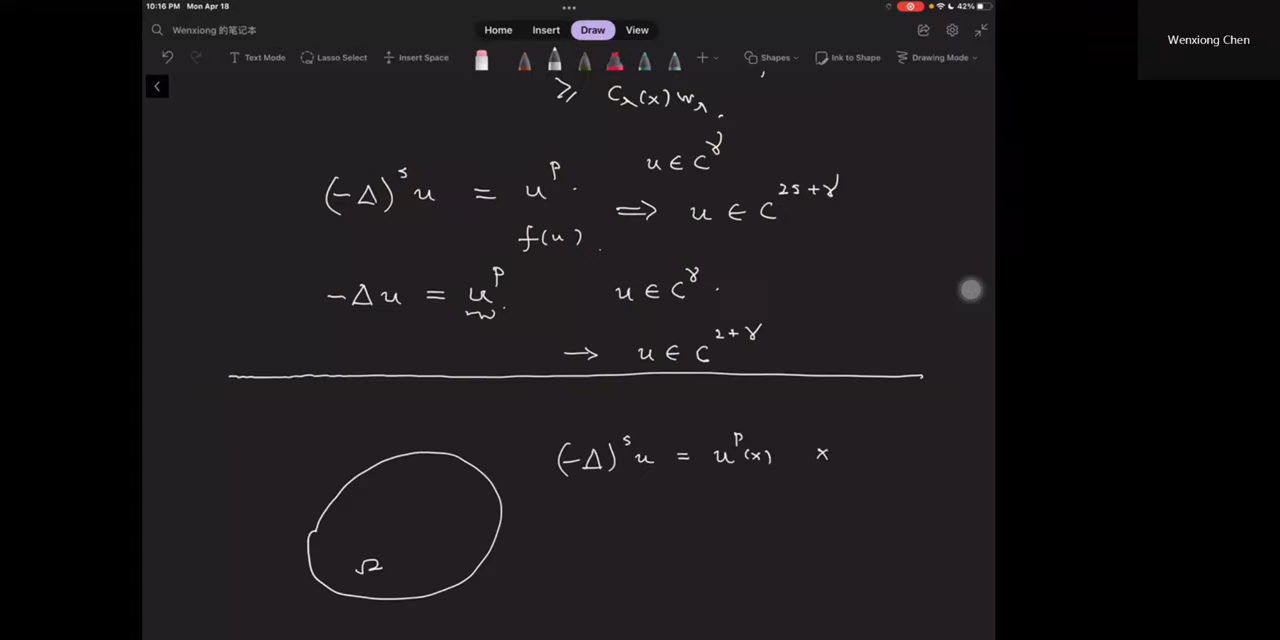 10:16 PM Mon Apr 18
42%
Wenxiong 的笔记本
Home Insert Draw View
Text Mode Lasso Select Insert Space Shapes Ink to Shape Drawing Mode
Wenxiong Chen
≥ C_λ(x) w_λ.
u ∈ C^γ
(-Δ)^s u = u^p. ⟹ u ∈ C^{2s+γ}
f(u).
-Δu = u^p. u ∈ C^γ.
→ u ∈ C^{2+γ}
(-Δ)^s u = u^p(x) x
Ω